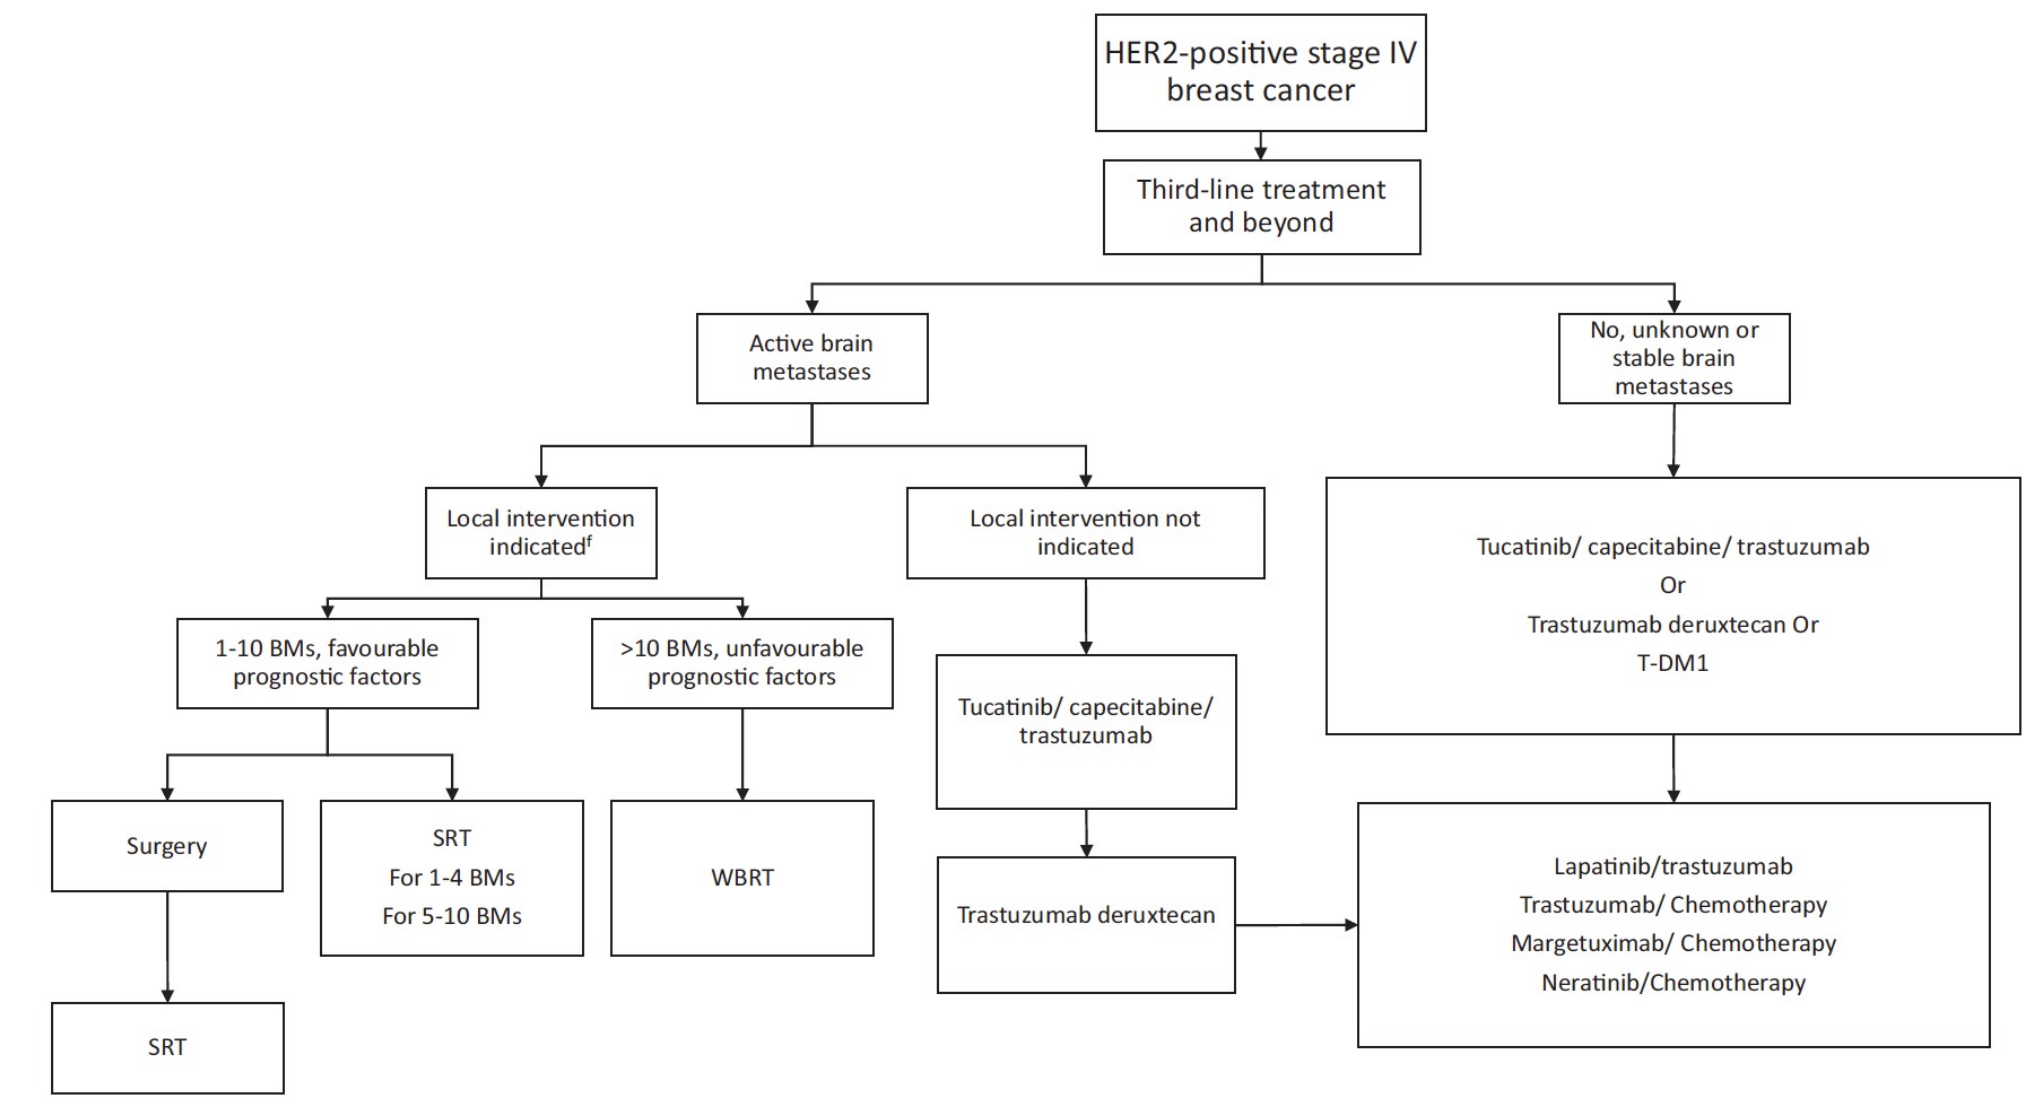 HER2-positive stage IV
breast cancer
Third-line treatment
and beyond
Active brain
metastases
No, unknown or
stable brain
metastases
Local intervention
indicatedᶠ
Local intervention not
indicated
Tucatinib/ capecitabine/ trastuzumab
Or
Trastuzumab deruxtecan Or
T-DM1
1-10 BMs, favourable
prognostic factors
>10 BMs, unfavourable
prognostic factors
Tucatinib/ capecitabine/
trastuzumab
Surgery
SRT
For 1-4 BMs
For 5-10 BMs
WBRT
Trastuzumab deruxtecan
Lapatinib/trastuzumab
Trastuzumab/ Chemotherapy
Margetuximab/ Chemotherapy
Neratinib/Chemotherapy
SRT